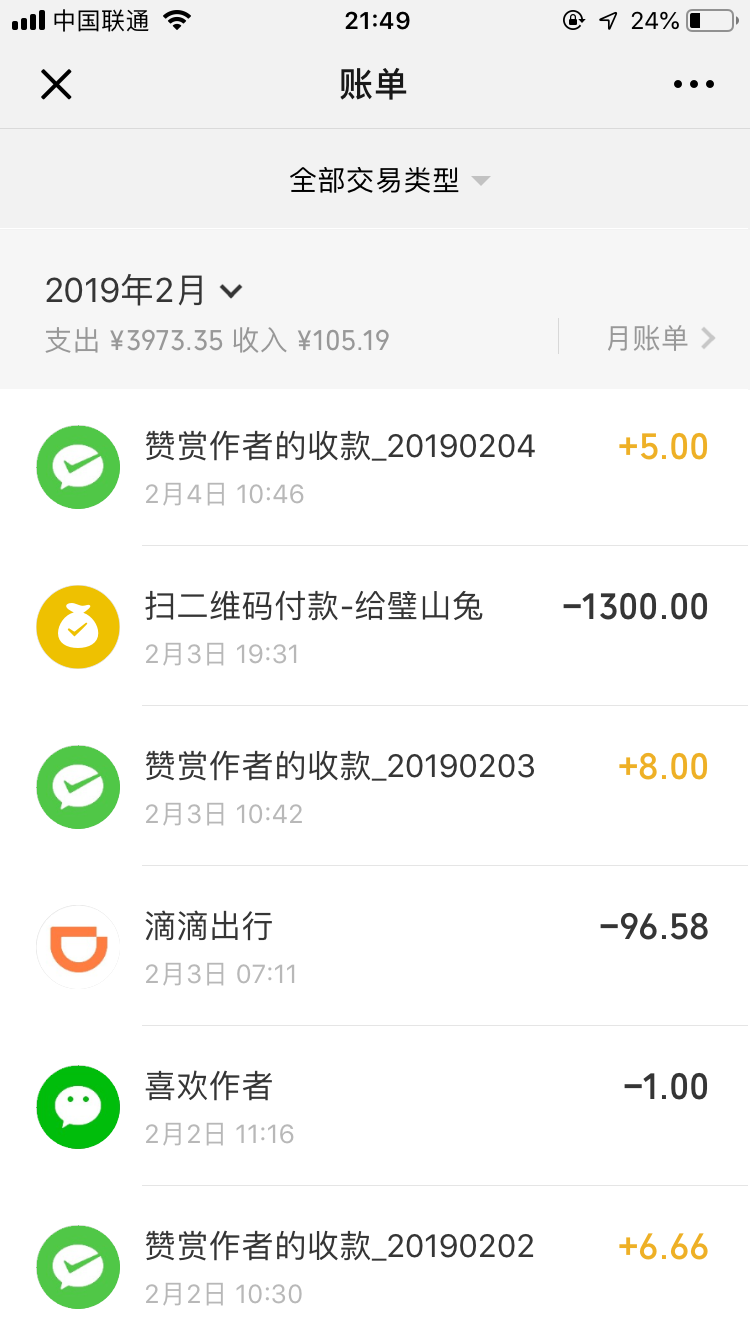 中国联通 21:49 24%
账单
全部交易类型
2019年2月
支出 ¥3973.35 收入 ¥105.19 月账单
赞赏作者的收款_20190204 +5.00
2月4日 10:46
扫二维码付款-给璧山兔 -1300.00
2月3日 19:31
赞赏作者的收款_20190203 +8.00
2月3日 10:42
滴滴出行 -96.58
2月3日 07:11
喜欢作者 -1.00
2月2日 11:16
赞赏作者的收款_20190202 +6.66
2月2日 10:30